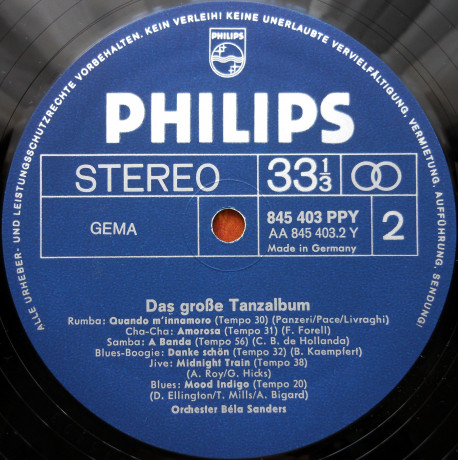 ALLE URHEBER- UND LEISTUNGSSCHUTZRECHTE VORBEHALTEN. KEIN VERLEIH! KEINE UNERLAUBTE VERVIELFÄLTIGUNG, VERMIETUNG, AUFFÜHRUNG, SENDUNG!
PHILIPS
PHILIPS
STEREO
33⅓
GEMA
845 403 PPY
AA 845 403.2 Y
Made in Germany
2
Das große Tanzalbum
Rumba: Quando m'innamoro (Tempo 30) (Panzeri/Pace/Livraghi)
Cha-Cha: Amorosa (Tempo 31) (F. Forell)
Samba: A Banda (Tempo 56) (C. B. de Hollanda)
Blues-Boogie: Danke schön (Tempo 32) (B. Kaempfert)
Jive: Midnight Train (Tempo 38)
(A. Roy/G. Hicks)
Blues: Mood Indigo (Tempo 20)
(D. Ellington/T. Mills/A. Bigard)
Orchester Béla Sanders